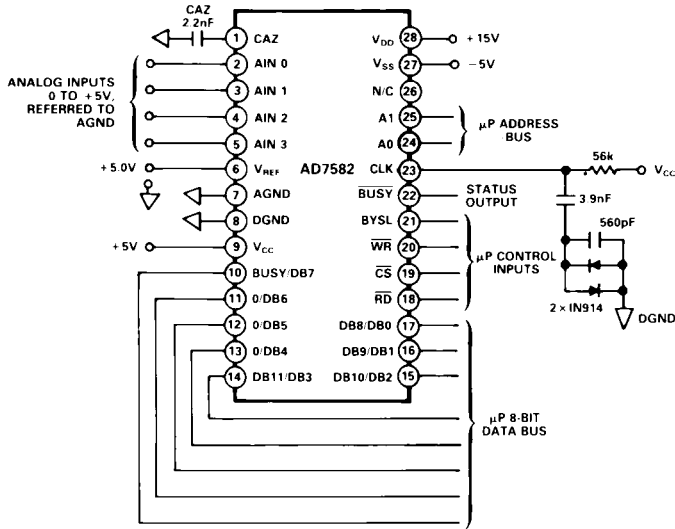 CAZ
2.2nF
1 CAZ
2 AIN 0
3 AIN 1
4 AIN 2
5 AIN 3
6 VREF
7 AGND
8 DGND
9 VCC
10 BUSY/DB7
11 0/DB6
12 0/DB5
13 0/DB4
14 DB11/DB3
ANALOG INPUTS
0 TO +5V,
REFERRED TO
AGND
+5.0V
+5V
AD7582
VDD 28
VSS 27
N/C 26
A1 25
A0 24
CLK 23
BUSY 22
BYSL 21
WR 20
CS 19
RD 18
DB8/DB0 17
DB9/DB1 16
DB10/DB2 15
+15V
−5V
µP ADDRESS
BUS
STATUS
OUTPUT
µP CONTROL
INPUTS
µP 8-BIT
DATA BUS
56k
VCC
3.9nF
560pF
2 × IN914
DGND